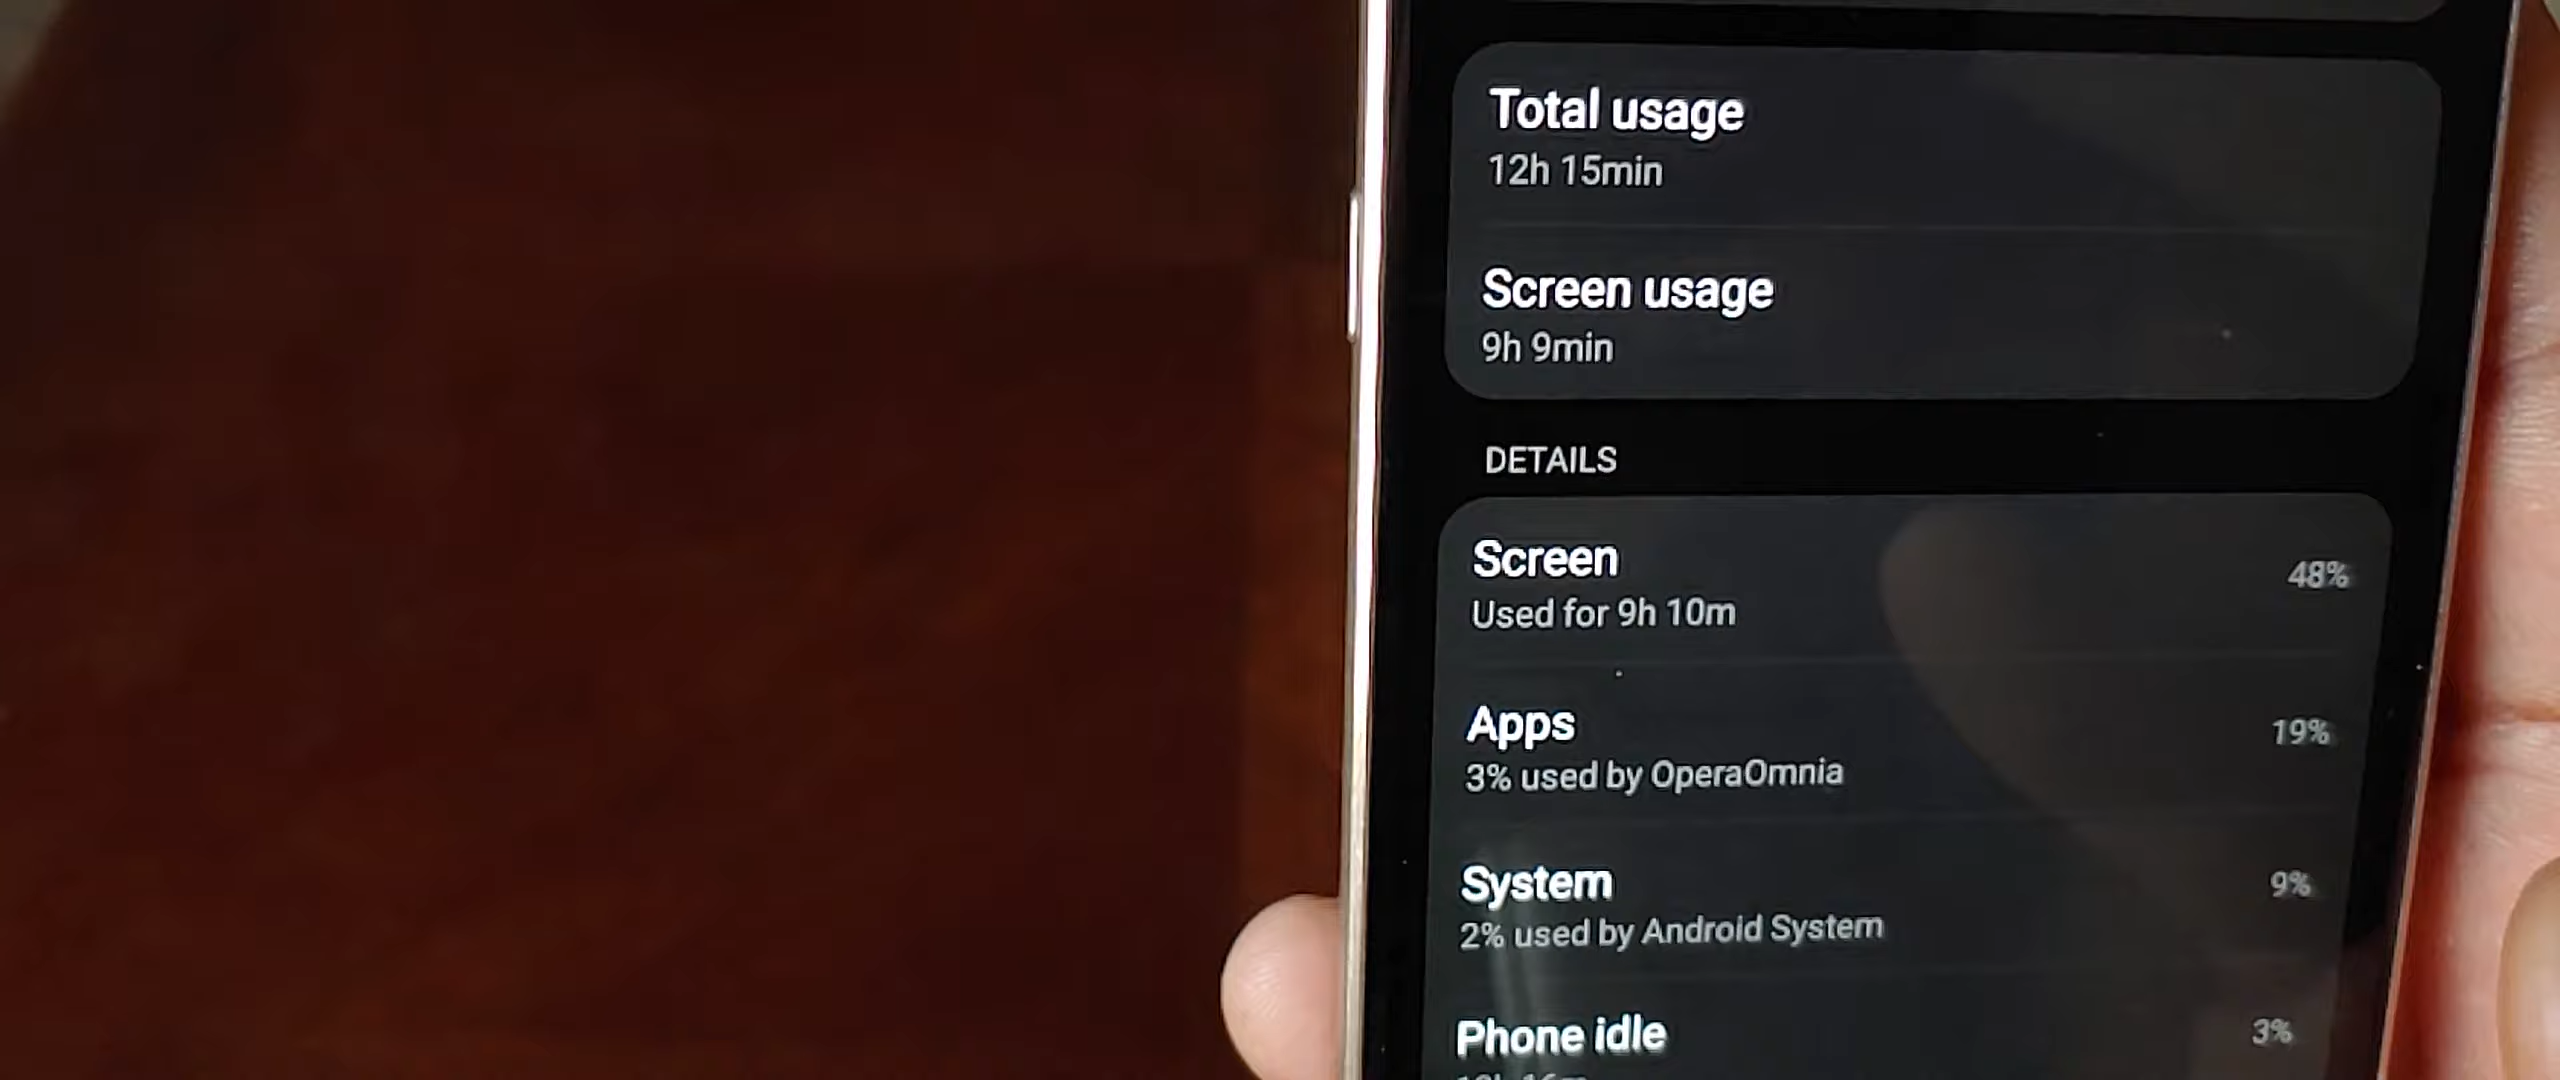 Total usage
12h 15min
Screen usage
9h 9min
DETAILS
Screen
48%
Used for 9h 10m
Apps
19%
3% used by OperaOmnia
System
9%
2% used by Android System
Phone idle
3%